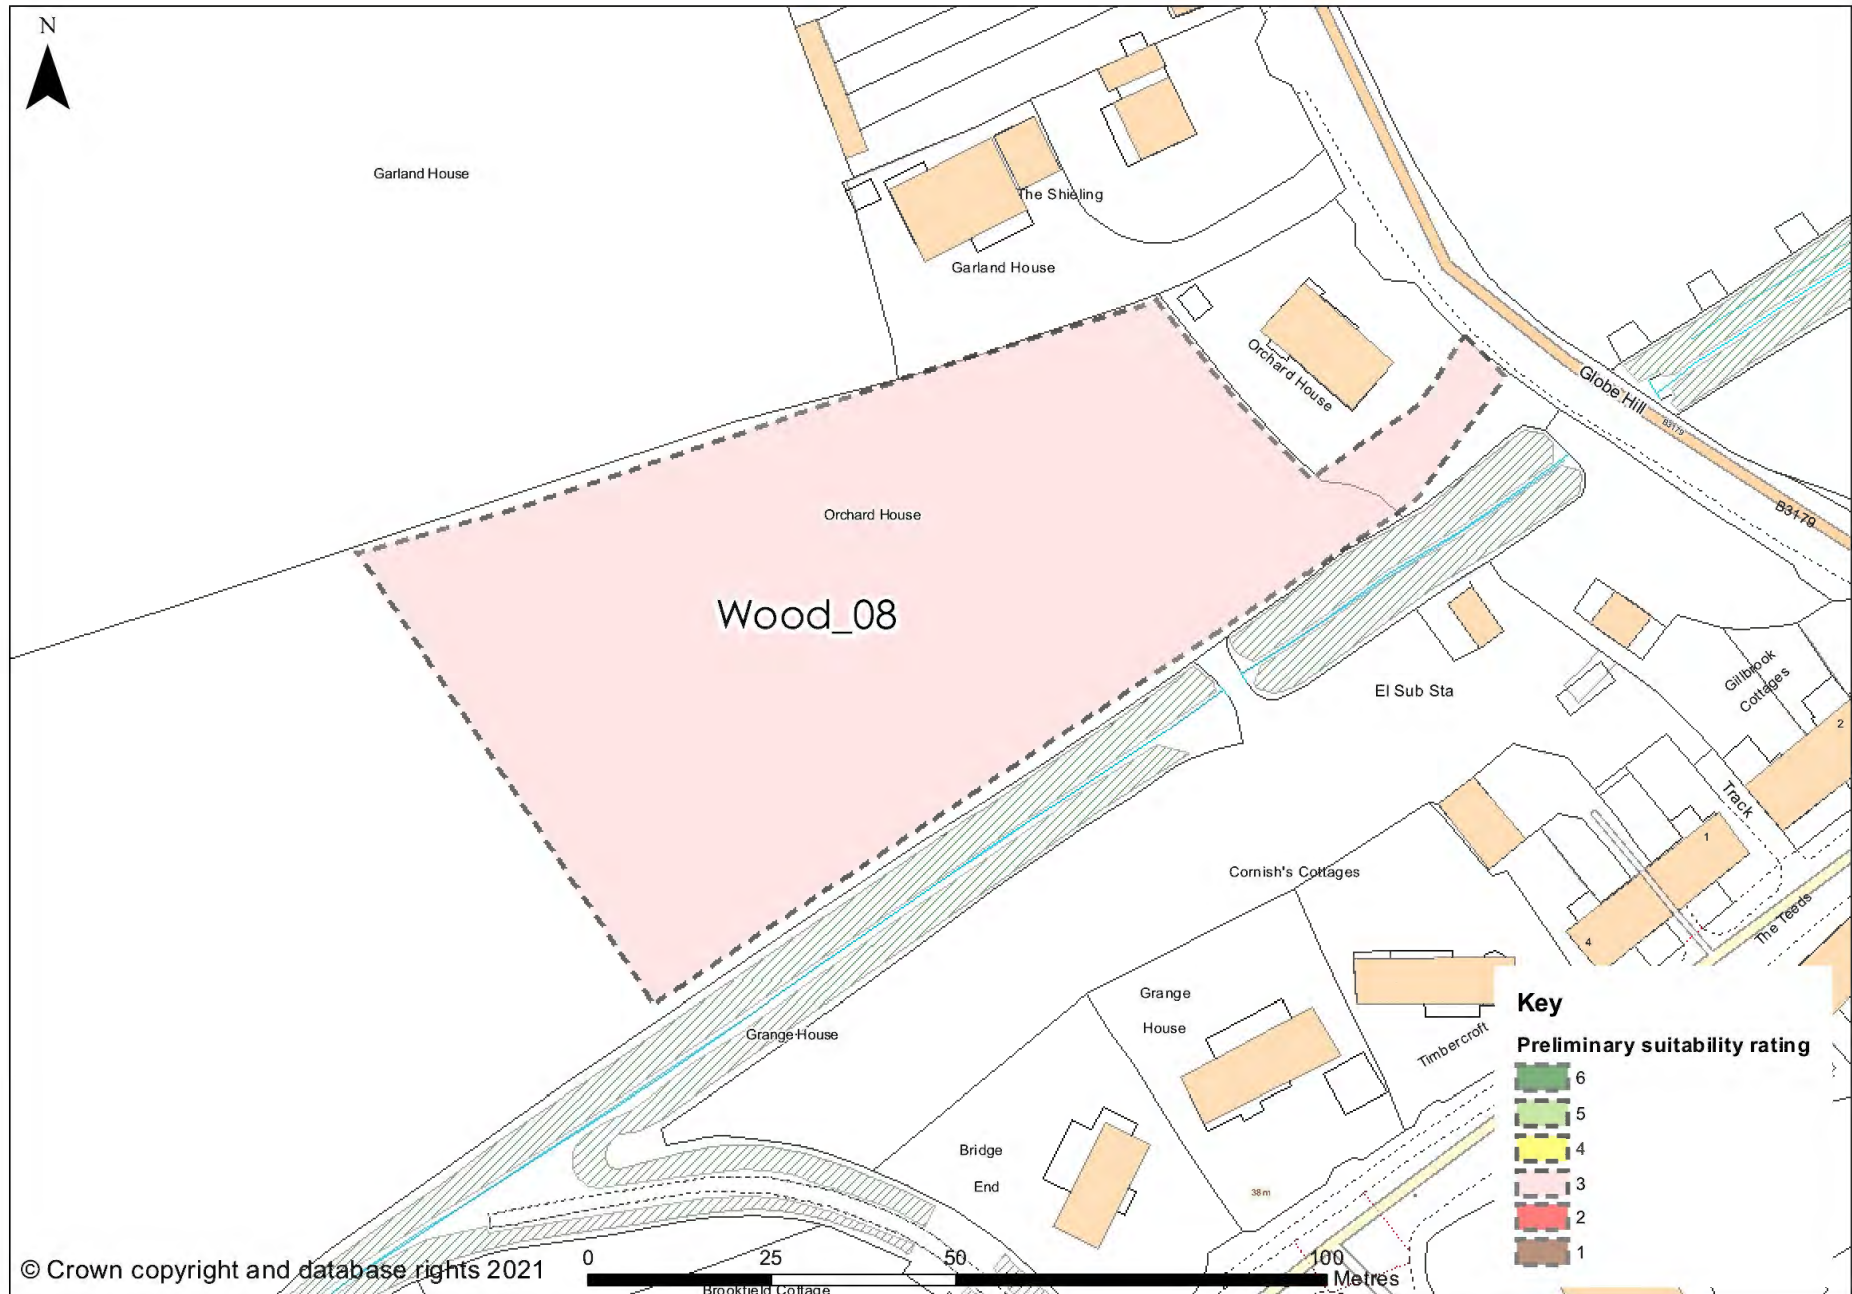 N
Garland House
The Shieling
Garland House
Orchard House
Globe Hill
B3179
B3179
Orchard House
Wood_08
El Sub Sta
Gillbrook
Cottages
2
Track
1
Cornish's Cottages
4
The Teeds
Grange
House
Grange House
Timbercroft
Bridge
End
38m
Key
Preliminary suitability rating
6
5
4
3
2
1
© Crown copyright and database rights 2021
0 25 50 100
Metres
Brookfield Cottage